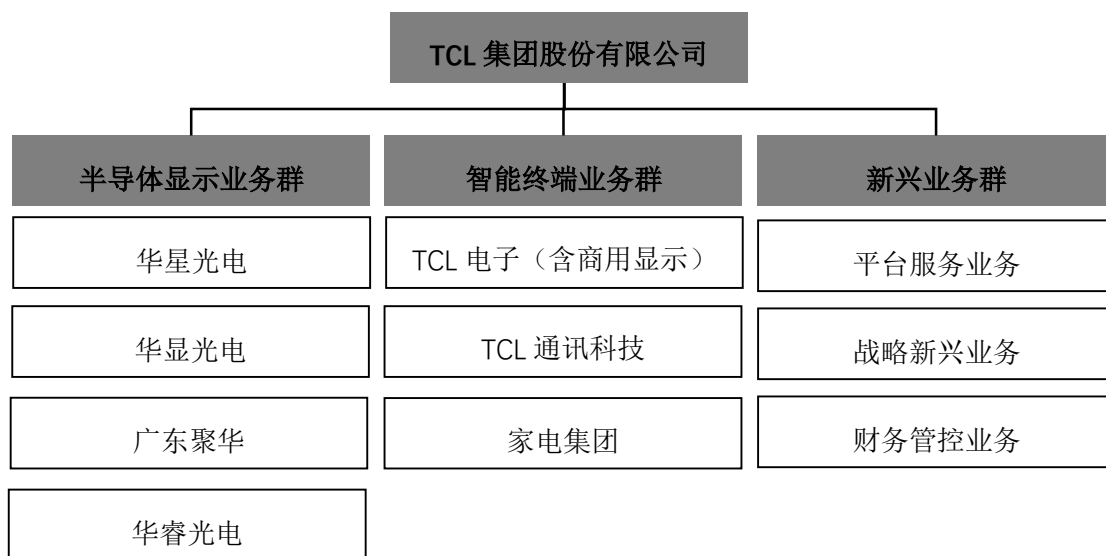 TCL 集团股份有限公司
半导体显示业务群
智能终端业务群
新兴业务群
华星光电
TCL 电子（含商用显示）
平台服务业务
华显光电
TCL 通讯科技
战略新兴业务
广东聚华
家电集团
财务管控业务
华睿光电